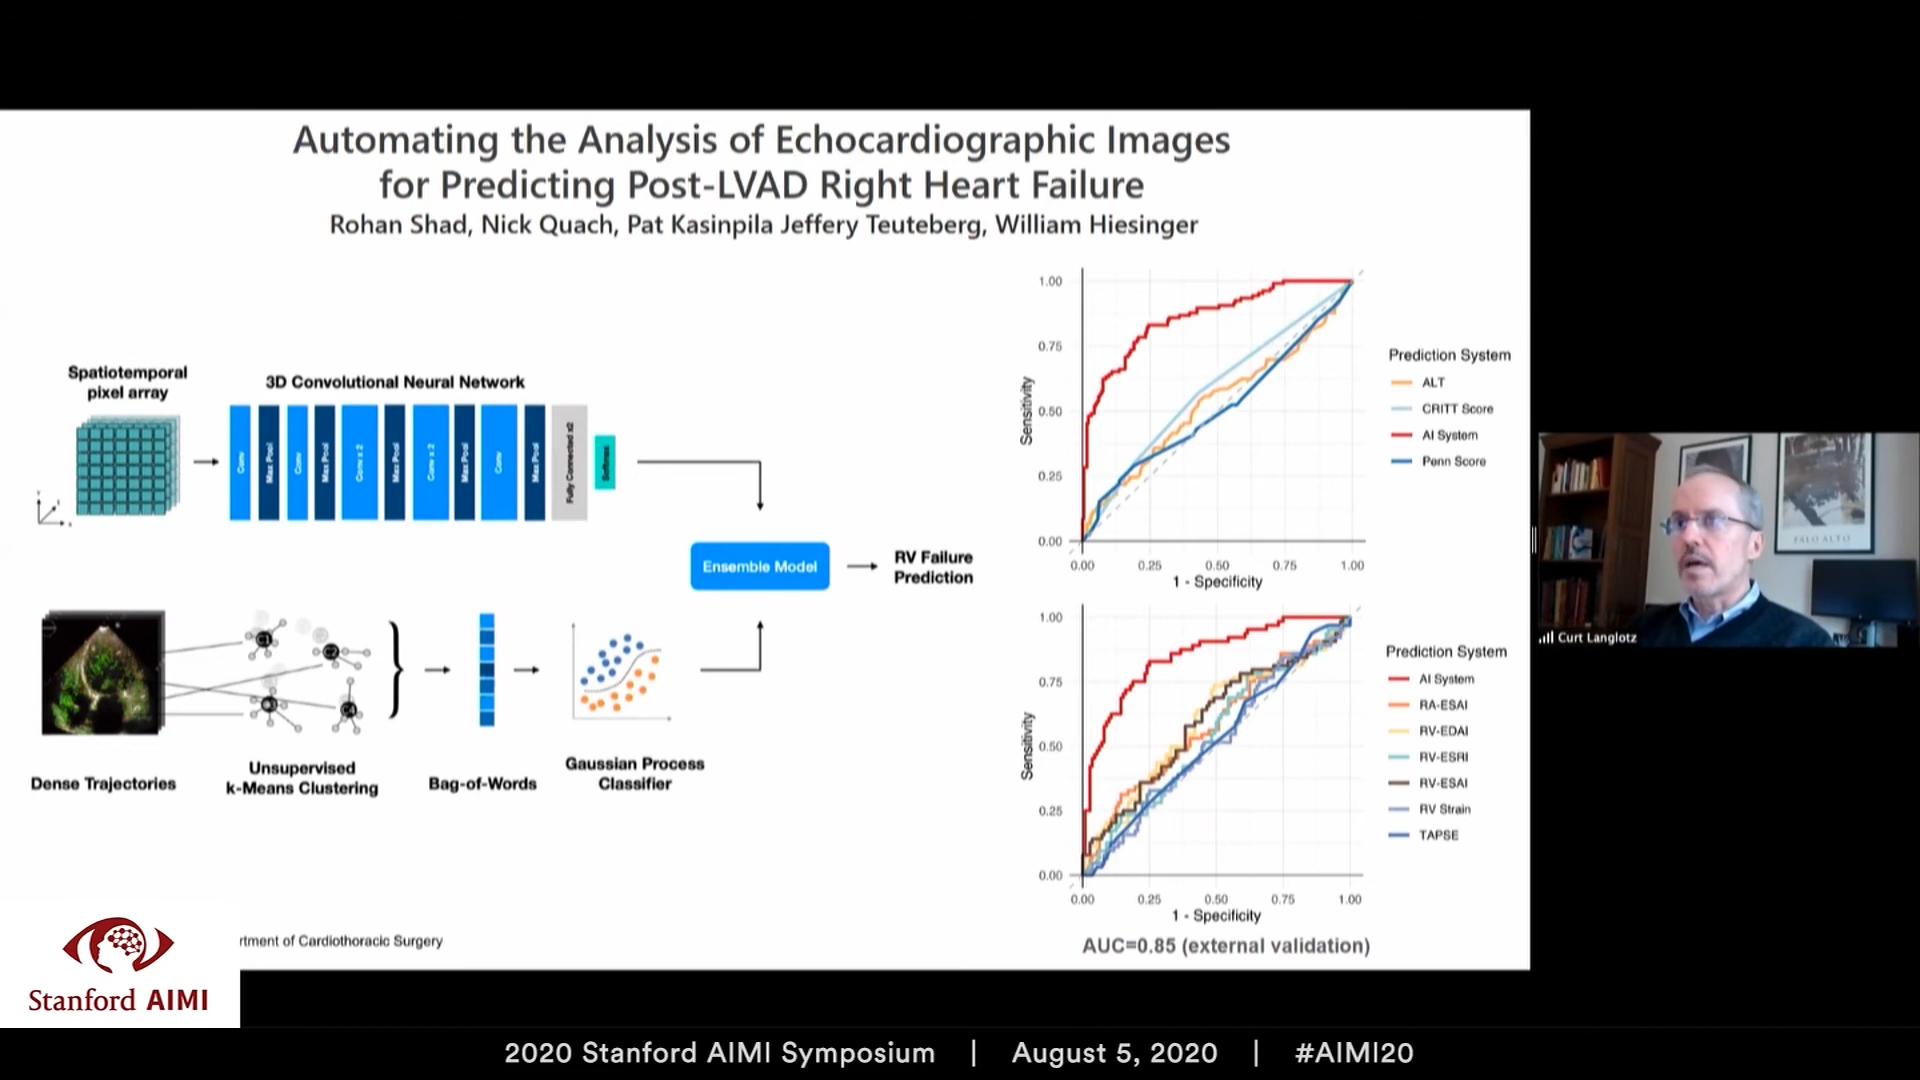 Automating the Analysis of Echocardiographic Images
for Predicting Post-LVAD Right Heart Failure
Rohan Shad, Nick Quach, Pat Kasinpila Jeffery Teuteberg, William Hiesinger
Spatiotemporal
pixel array
3D Convolutional Neural Network
Conv
Max Pool
Conv
Max Pool
Conv x 2
Max Pool
Conv x 2
Max Pool
Conv
Max Pool
Fully Connected x2
Softmax
Ensemble Model
RV Failure
Prediction
C1
C2
Dense Trajectories
Unsupervised
k-Means Clustering
Bag-of-Words
Gaussian Process
Classifier
1.00
0.75
0.50
0.25
0.00
Sensitivity
0.00 0.25 0.50 0.75 1.00
1 - Specificity
Prediction System
ALT
CRITT Score
AI System
Penn Score
1.00
0.75
0.50
0.25
0.00
Sensitivity
0.00 0.25 0.50 0.75 1.00
1 - Specificity
Prediction System
AI System
RA-ESAI
RV-EDAI
RV-ESRI
RV-ESAI
RV Strain
TAPSE
AUC=0.85 (external validation)
rtment of Cardiothoracic Surgery
Stanford AIMI
PALO ALTO
Curt Langlotz
2020 Stanford AIMI Symposium | August 5, 2020 | #AIMI20